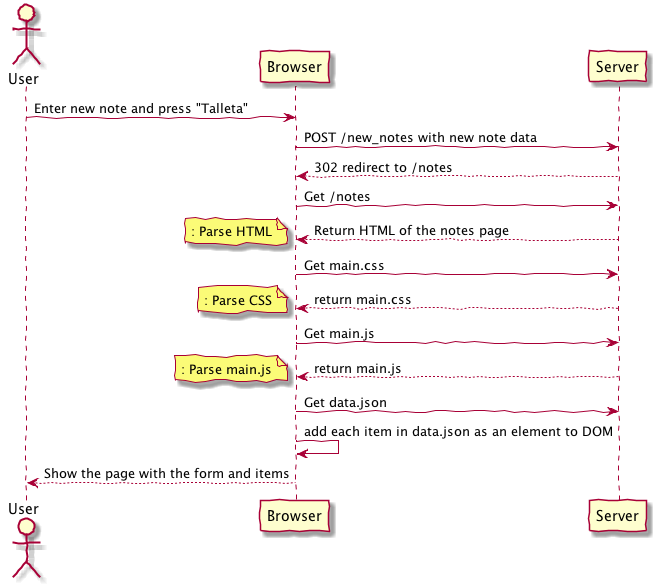 User
Browser
Server
Enter new note and press "Talleta"
POST /new_notes with new note data
302 redirect to /notes
Get /notes
: Parse HTML
Return HTML of the notes page
Get main.css
: Parse CSS
return main.css
Get main.js
: Parse main.js
return main.js
Get data.json
add each item in data.json as an element to DOM
Show the page with the form and items
User
Browser
Server